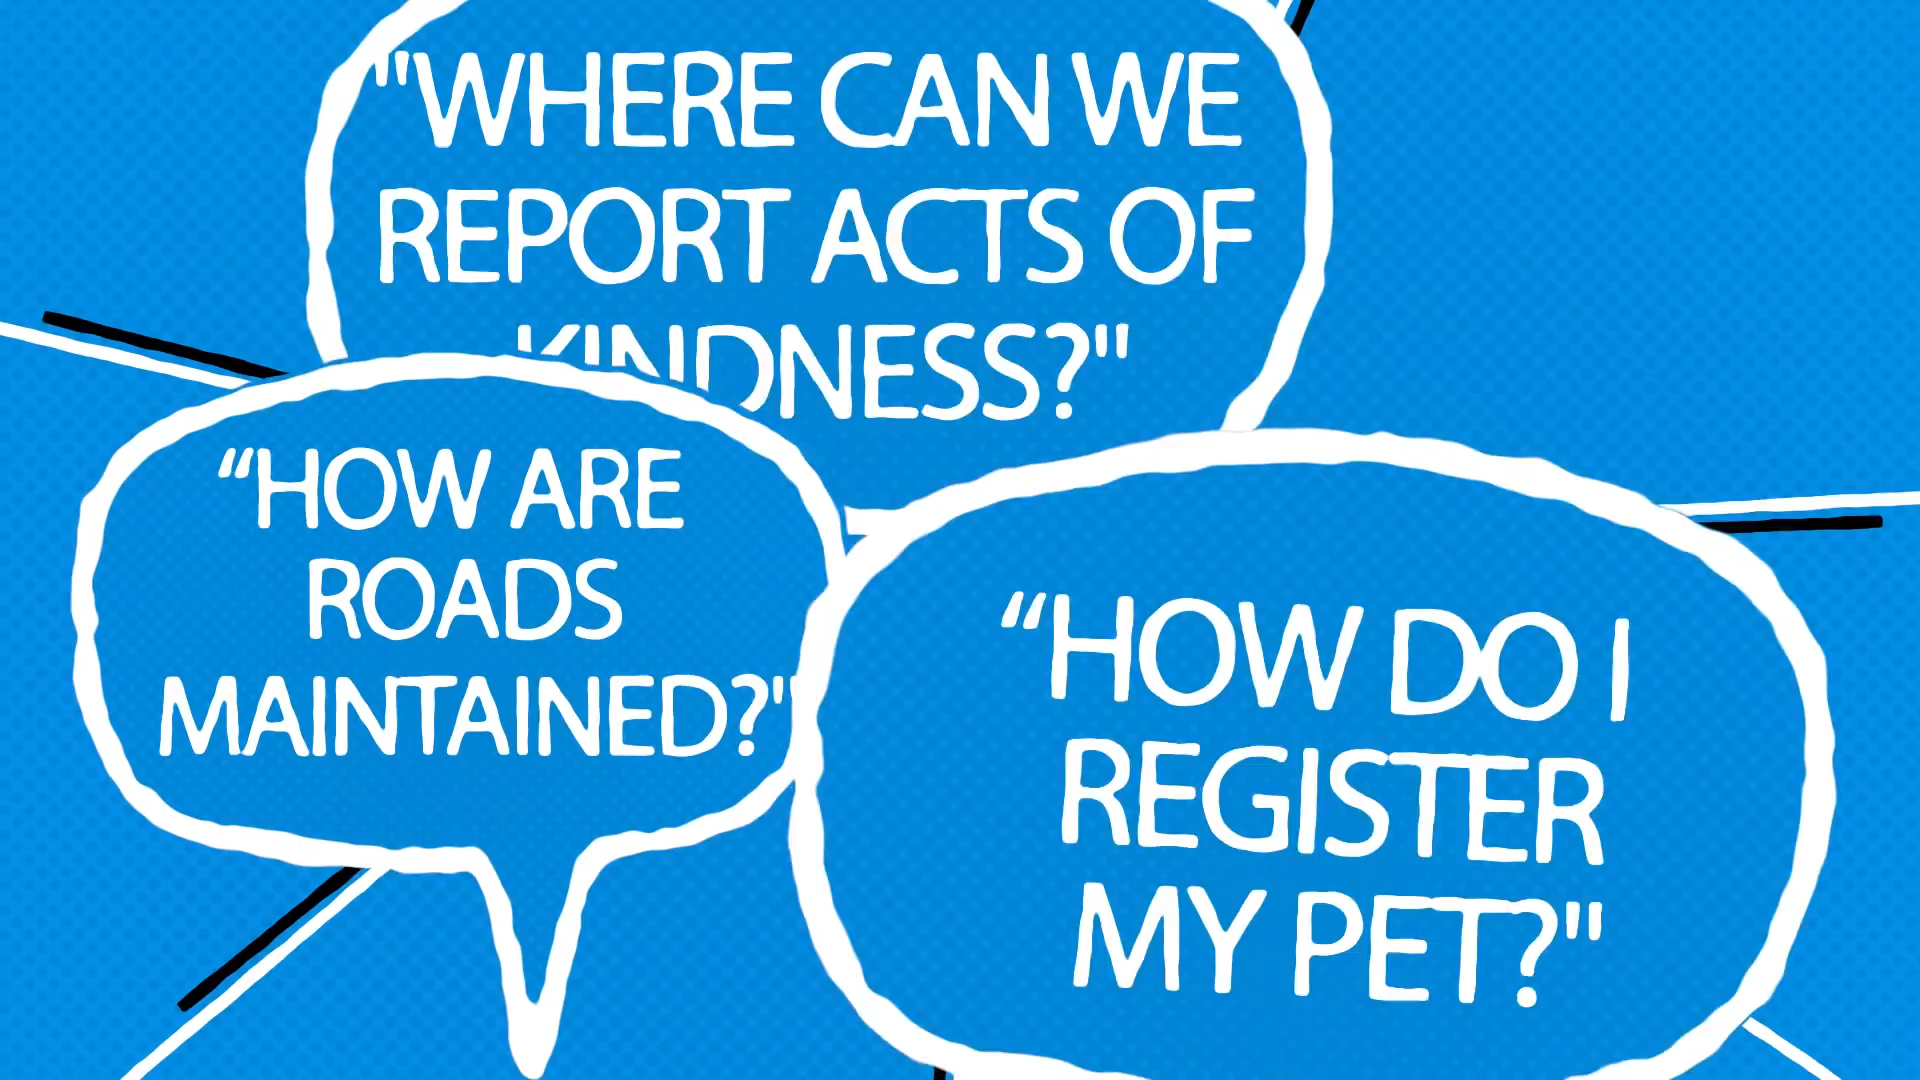 "WHERE CAN WE
REPORT ACTS OF
KINDNESS?"
“HOW ARE
ROADS
MAINTAINED?"
“HOW DO I
REGISTER
MY PET?"